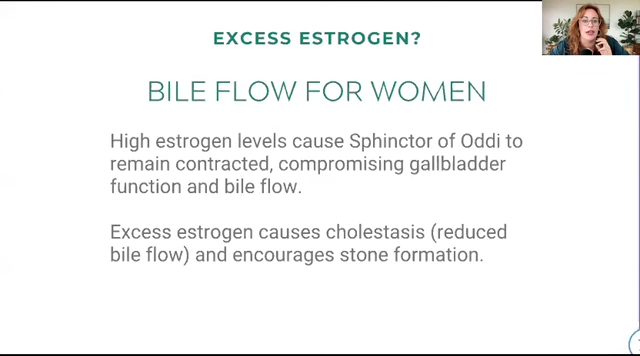 EXCESS ESTROGEN?
BILE FLOW FOR WOMEN
High estrogen levels cause Sphinctor of Oddi to
remain contracted, compromising gallbladder
function and bile flow.
Excess estrogen causes cholestasis (reduced
bile flow) and encourages stone formation.